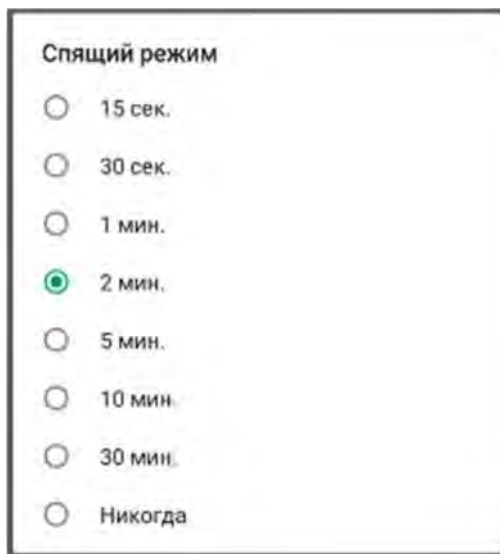 Спящий режим
15 сек.
30 сек.
1 мин.
2 мин.
5 мин.
10 мин.
30 мин.
Никогда